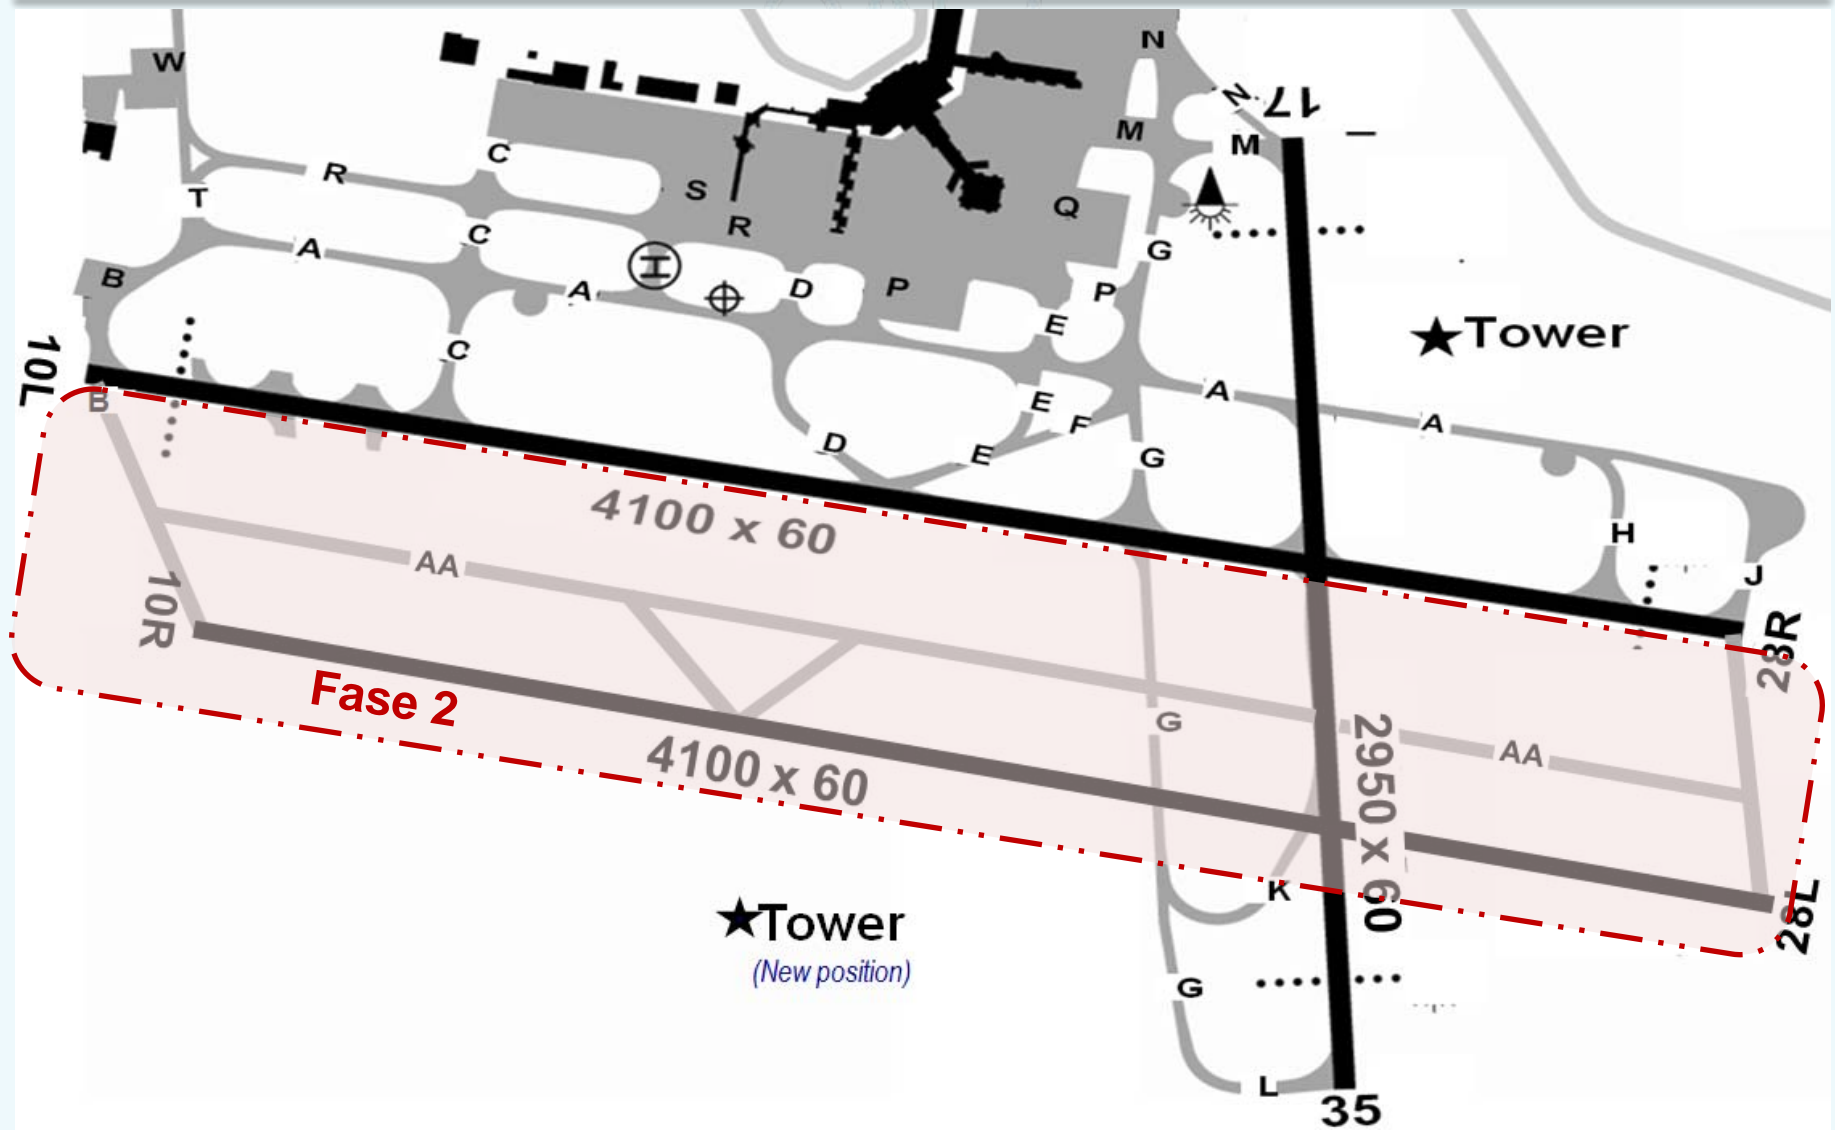 N
W
N
17
M
M
C
R
T
S
Q
R
C
A
G
B
A
D
P
P
E
Tower
10L
C
A
E
A
B
F
D
E
G
4100 x 60
H
AA
J
10R
28R
Fase 2
G
2950 x 60
4100 x 60
AA
K
28L
Tower
(New position)
G
L
35